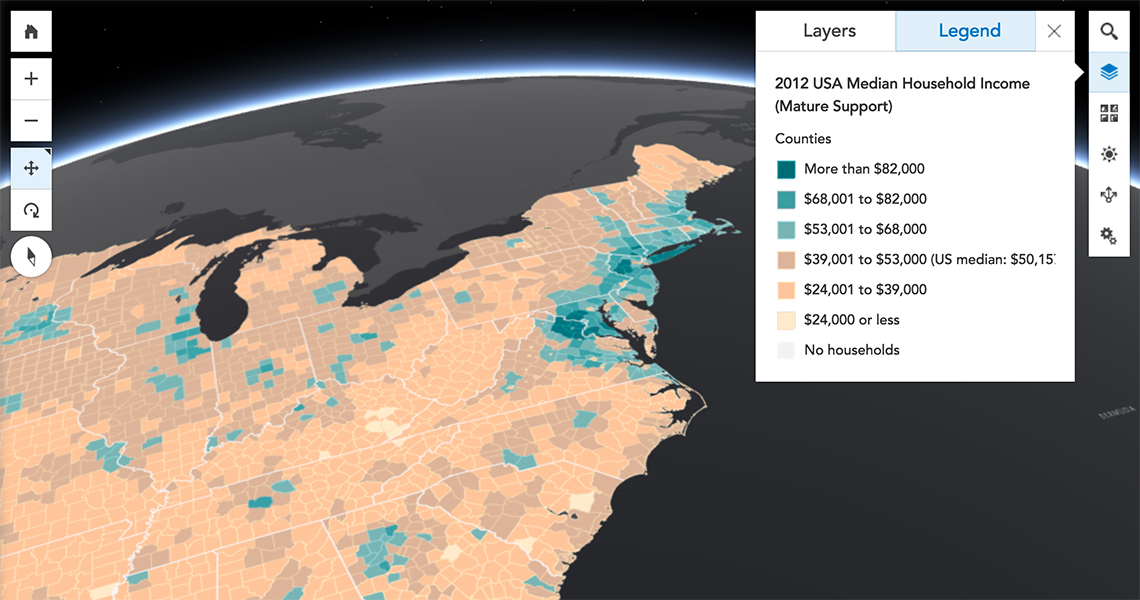 Layers
Legend
2012 USA Median Household Income
(Mature Support)
Counties
More than $82,000
$68,001 to $82,000
$53,001 to $68,000
$39,001 to $53,000 (US median: $50,157
$24,001 to $39,000
$24,000 or less
No households
BERMUDA